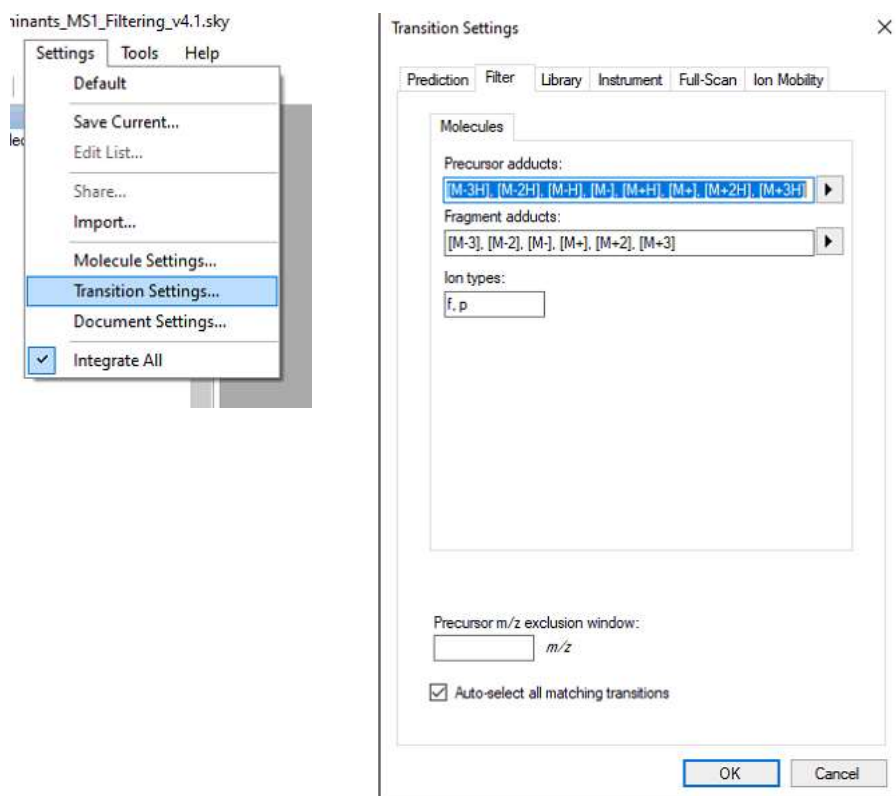 inants_MS1_Filtering_v4.1.sky
Settings Tools Help
Default
Save Current...
Edit List...
Share...
Import...
Molecule Settings...
Transition Settings...
Document Settings...
Integrate All
Transition Settings
Prediction Filter Library Instrument Full-Scan Ion Mobility
Molecules
Precursor adducts:
[M-3H], [M-2H], [M-H], [M-], [M+H], [M+], [M+2H], [M+3H]
Fragment adducts:
[M-3], [M-2], [M-], [M+], [M+2], [M+3]
Ion types:
f, p
Precursor m/z exclusion window:
m/z
Auto-select all matching transitions
OK Cancel